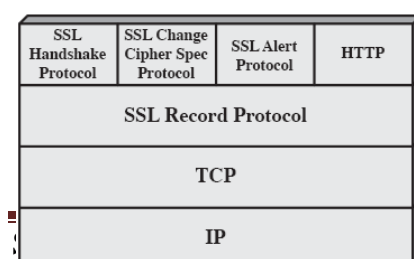 SSL
Handshake
Protocol
SSL Change
Cipher Spec
Protocol
SSL Alert
Protocol
HTTP
SSL Record Protocol
TCP
IP